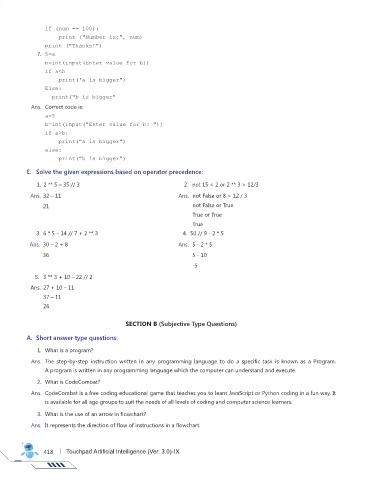 if (num == 100):
print ("Number is:", num)
print ("Thanks!")
7. 5=a
b=int(input(Enter value for b))
if a<b
print('a is bigger")
Else:
print("b is bigger"
Ans. Correct code is:
a=5
b=int(input("Enter value for b: "))
if a>b:
print("a is bigger")
else:
print("b is bigger")
E. Solve the given expressions based on operator precedence:
1. 2 ** 5 – 35 // 3
2. not 15 < 2 or 2 ** 3 > 12/3
Ans. 32 – 11
Ans. not False or 8 > 12 / 3
21
not False or True
True or True
True
3. 6 * 5 – 14 // 7 + 2 ** 3
4. 50 // 9 - 2 * 5
Ans. 30 – 2 + 8
Ans. 5 - 2 * 5
36
5 - 10
-5
5. 3 ** 3 + 10 – 22 // 2
Ans. 27 + 10 – 11
37 – 11
26
SECTION B (Subjective Type Questions)
A. Short answer type questions:
1. What is a program?
Ans. The step-by-step instruction written in any programming language to do a specific task is known as a Program.
A program is written in any programming language which the computer can understand and execute.
2. What is CodeCombat?
Ans. CodeCombat is a free coding educational game that teaches you to learn JavaScript or Python coding in a fun way. It
is available for all age groups to suit the needs of all levels of coding and computer science learners.
3. What is the use of an arrow in flowchart?
Ans. It represents the direction of flow of instructions in a flowchart.
418 | Touchpad Artificial Intelligence (Ver. 3.0)-IX